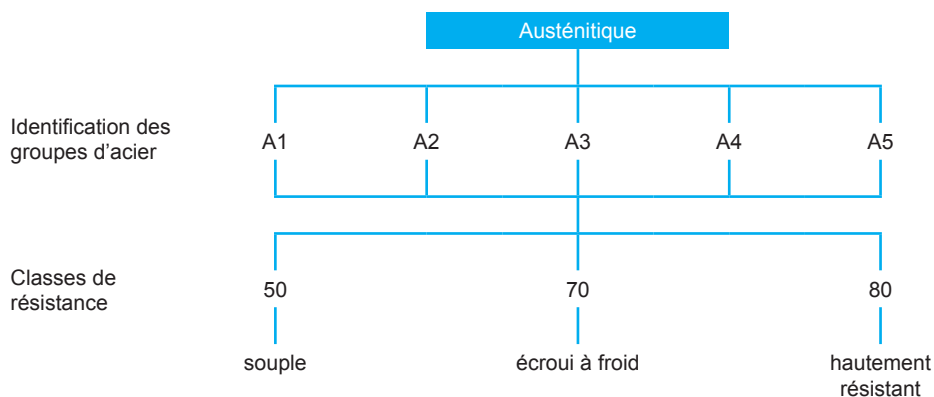 Austénitique
Identification des
groupes d'acier
A1 A2 A3 A4 A5
Classes de
résistance
50 70 80
souple écroui à froid hautement
résistant